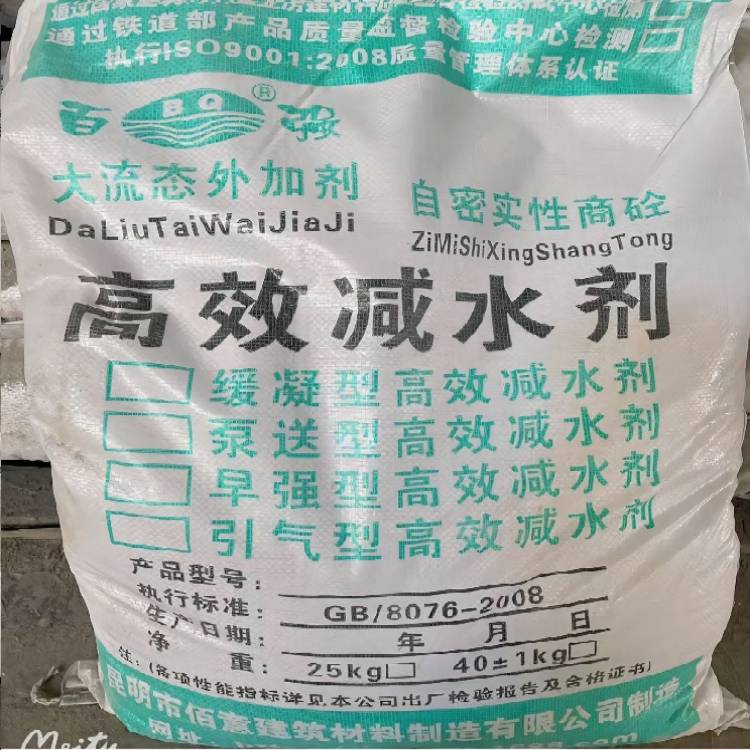 通过铁道部产品质量监督检验中心检测
执行ISO9001:2008质量管理体系认证
百 BQ ® 强
大流态外加剂
DaLiuTaiWaiJiaJi
自密实性商砼
ZiMiShiXingShangTong
高效减水剂
缓凝型高效减水剂
泵送型高效减水剂
早强型高效减水剂
引气型高效减水剂
产品型号:
执行标准: GB/8076-2008
生产日期: 年 月 日
净 重: 25kg 40±1kg
注:(各项性能指标详见本公司出厂检验报告及合格证书)
昆明市佰意建筑材料制造有限公司制造
网址